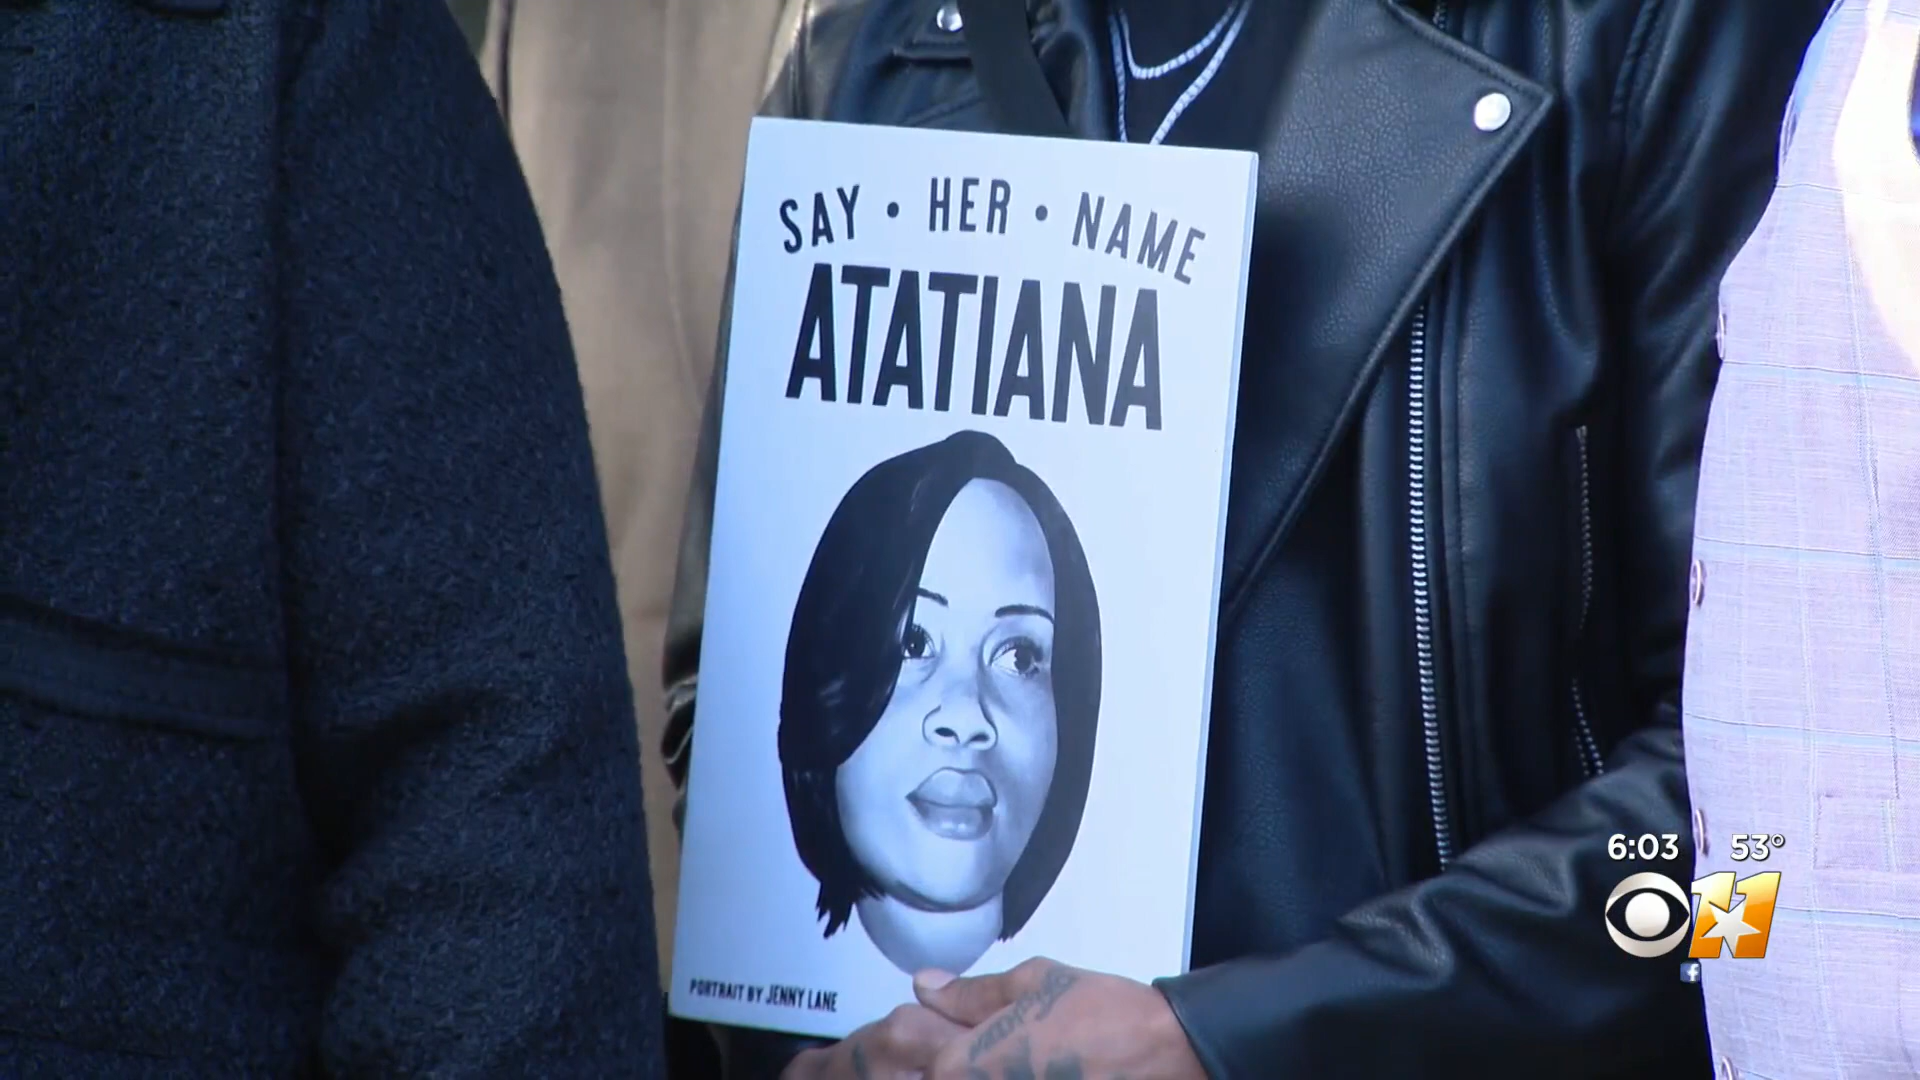 SAY • HER • NAME
ATATIANA
PORTRAIT BY JENNY LANE
6:03 53°
11
f